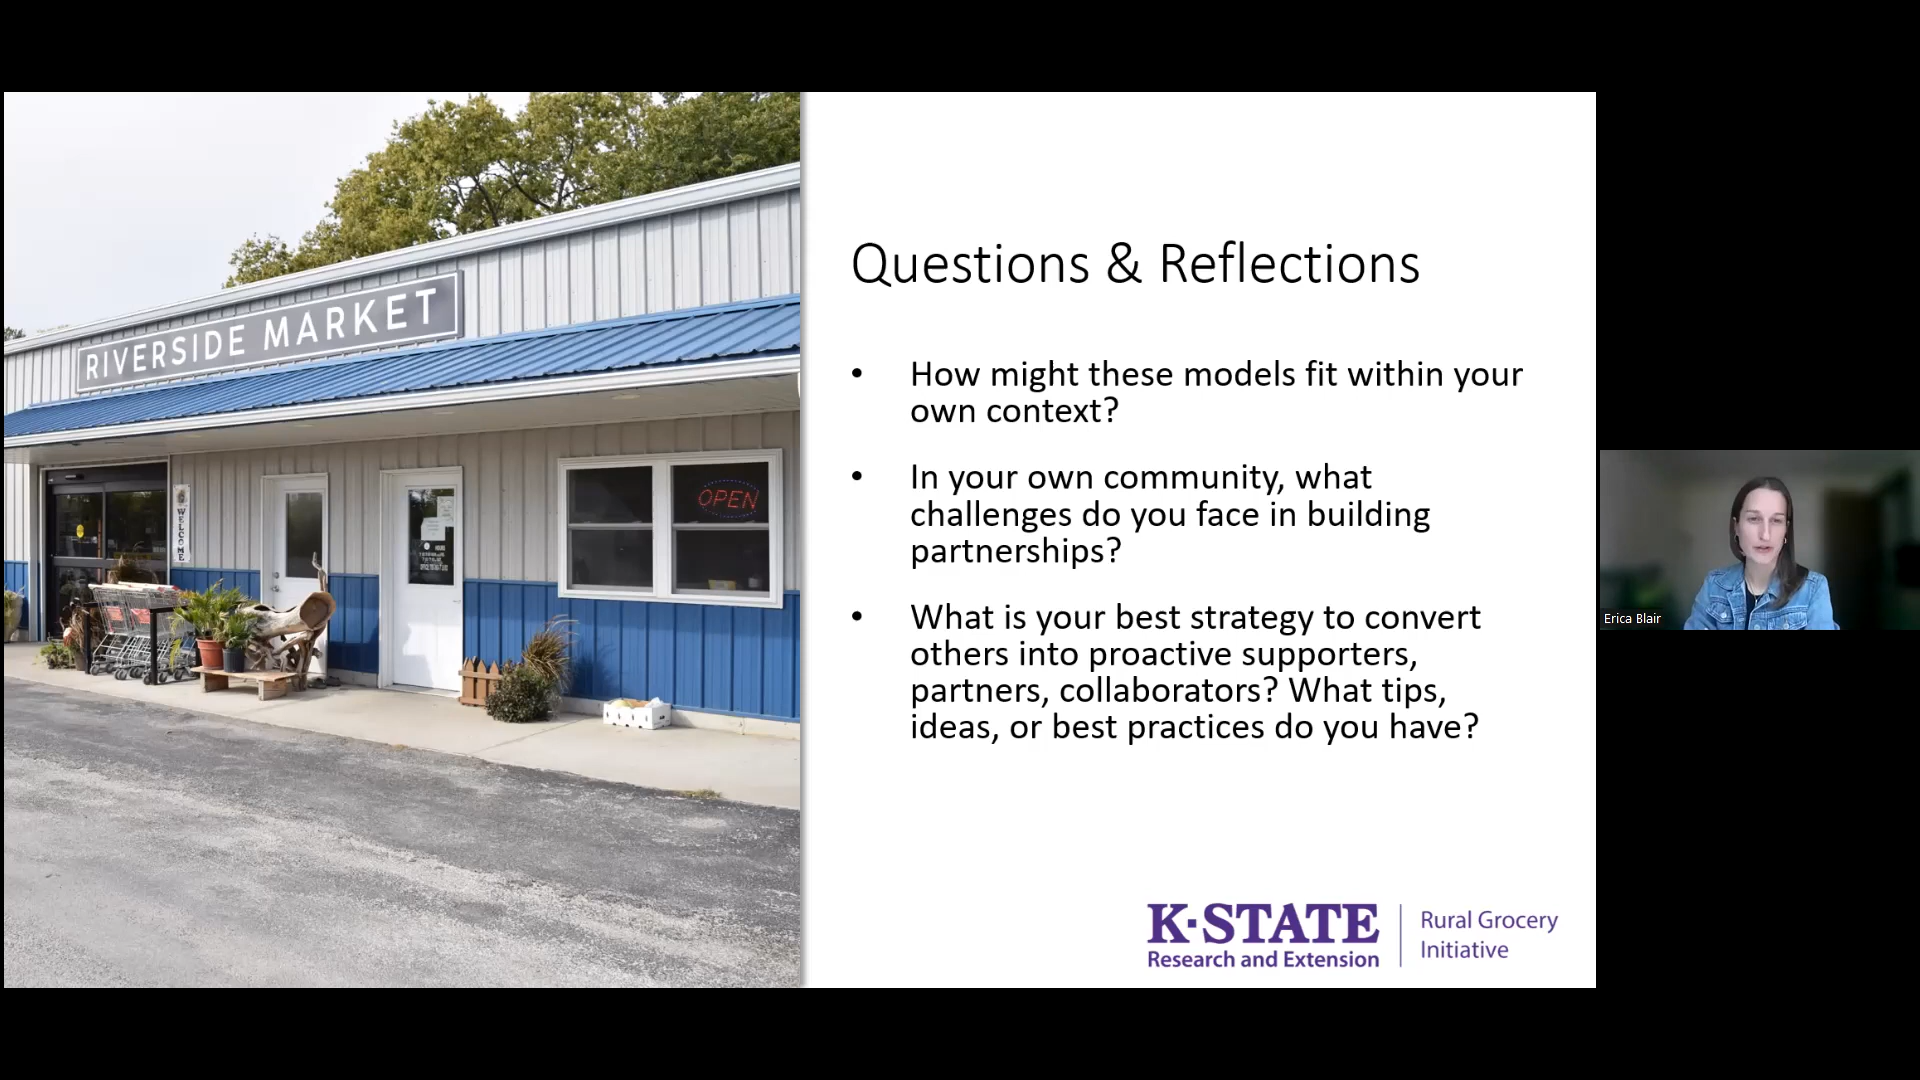 RIVERSIDE MARKET
WELCOME
OPEN
Questions & Reflections
• How might these models fit within your
own context?
• In your own community, what
challenges do you face in building
partnerships?
• What is your best strategy to convert
others into proactive supporters,
partners, collaborators? What tips,
ideas, or best practices do you have?
K·STATE
Research and Extension
Rural Grocery
Initiative
Erica Blair